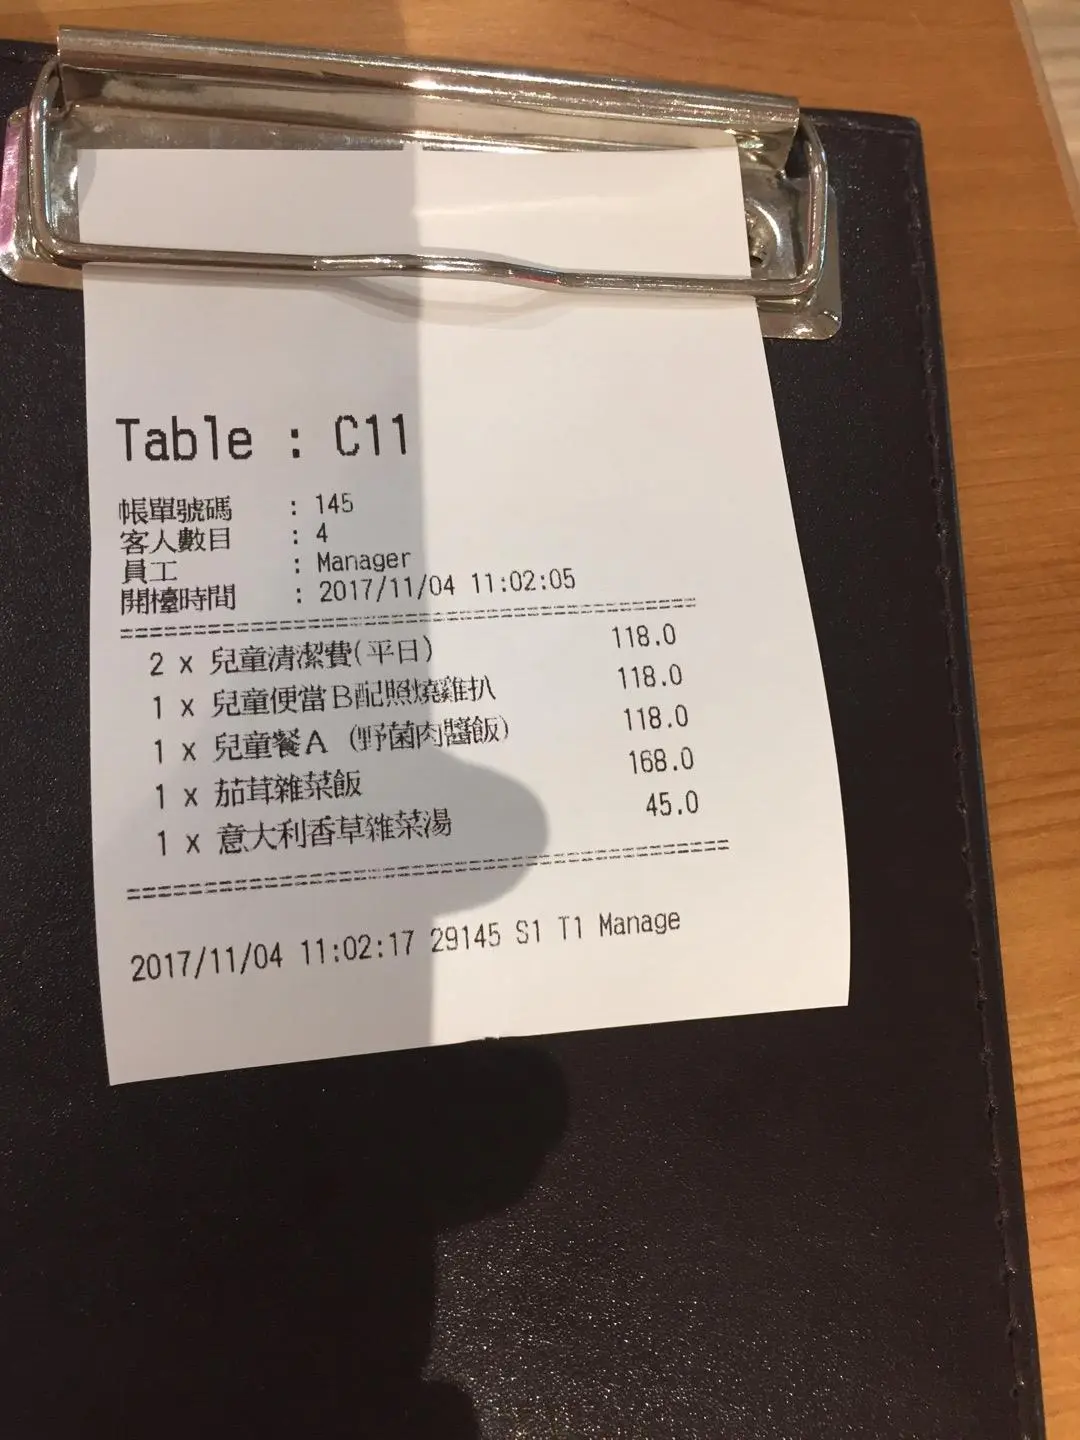 Table : C11
帳單號碼 : 145
客人數目 : 4
員工 : Manager
開檯時間 : 2017/11/04 11:02:05
2 x 兒童清潔費(平日) 118.0
1 x 兒童便當B配照燒雞扒 118.0
1 x 兒童餐A (野菌肉醬飯) 118.0
1 x 茄茸雜菜飯 168.0
1 x 意大利香草雜菜湯 45.0
2017/11/04 11:02:17 29145 S1 T1 Manage